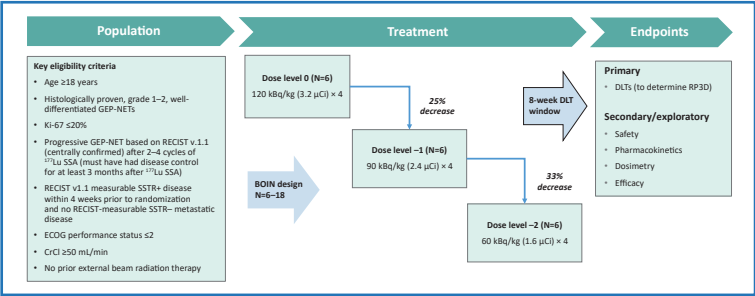 Population
Treatment
Endpoints
Key eligibility criteria
• Age ≥18 years
• Histologically proven, grade 1–2, well-
differentiated GEP-NETs
• Ki-67 ≤20%
• Progressive GEP-NET based on RECIST v.1.1
(centrally confirmed) after 2–4 cycles of
¹⁷⁷Lu SSA (must have had disease control
for at least 3 months after ¹⁷⁷Lu SSA)
• RECIST v1.1 measurable SSTR+ disease
within 4 weeks prior to randomization
and no RECIST-measurable SSTR– metastatic
disease
• ECOG performance status ≤2
• CrCl ≥50 mL/min
• No prior external beam radiation therapy
Dose level 0 (N=6)
120 kBq/kg (3.2 μCi) × 4
25%
decrease
Dose level –1 (N=6)
90 kBq/kg (2.4 μCi) × 4
33%
decrease
Dose level –2 (N=6)
60 kBq/kg (1.6 μCi) × 4
BOIN design
N=6–18
8-week DLT
window
Primary
• DLTs (to determine RP3D)
Secondary/exploratory
• Safety
• Pharmacokinetics
• Dosimetry
• Efficacy